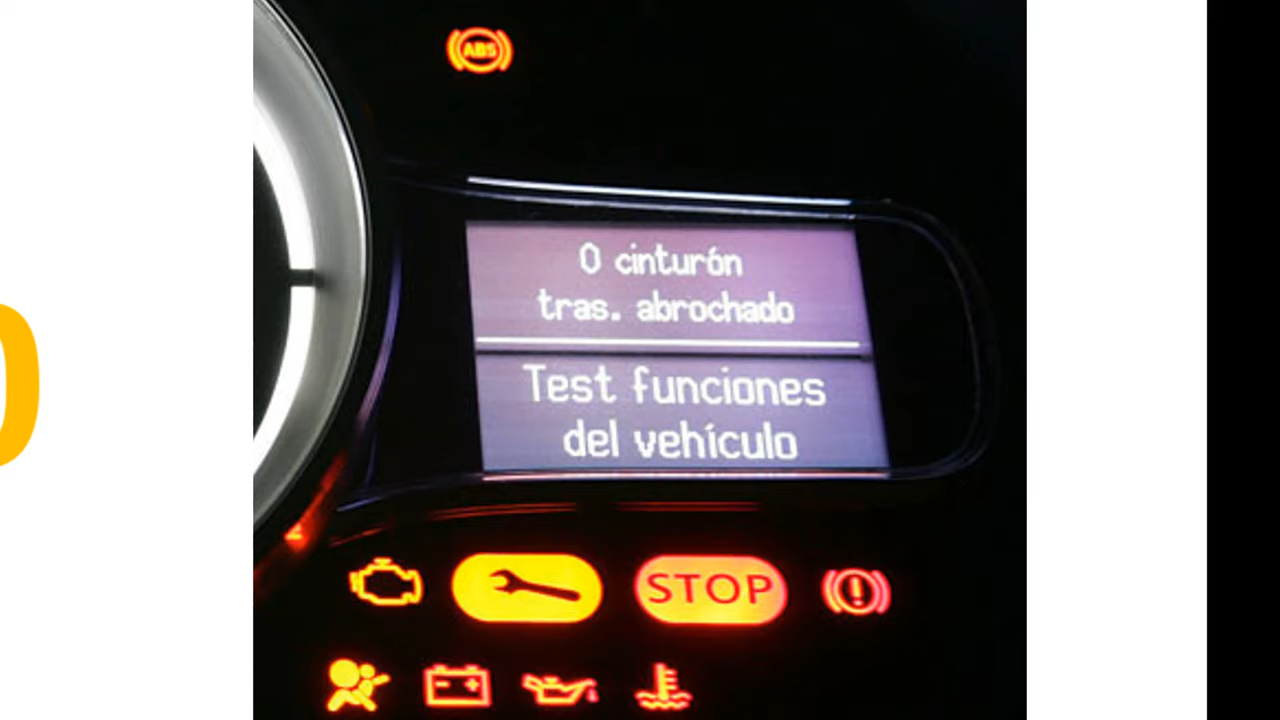 ABS
0 cinturón
tras. abrochado
Test funciones
del vehículo
STOP